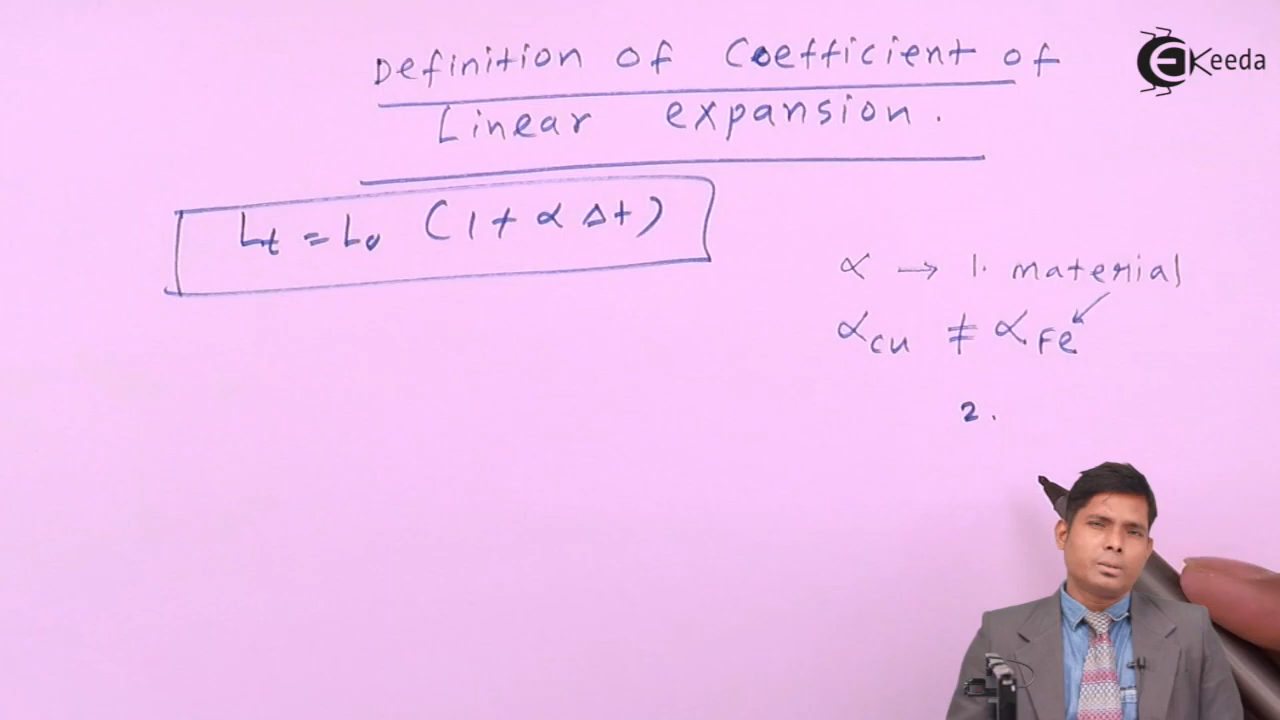 Definition of Coefficient of
Linear expansion.
Ekeeda
Lt = L0 (1 + α Δt)
α → 1. material
αCu ≠ αFe
2.